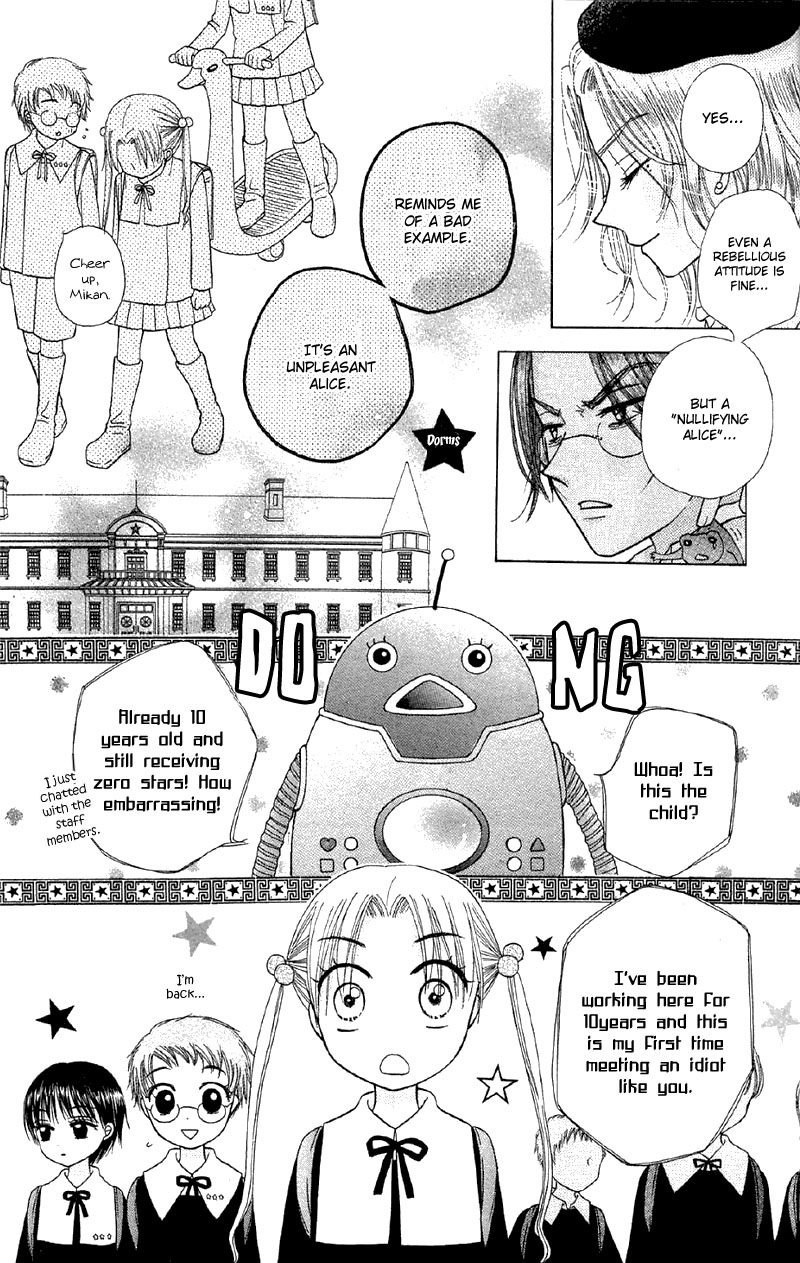 YES...
EVEN A
REBELLIOUS
ATTITUDE IS
FINE...
BUT A
"NULLIFYING
ALICE"...
REMINDS ME
OF A BAD
EXAMPLE.
IT'S AN
UNPLEASANT
ALICE.
Cheer
up,
Mikan.
Dorms
DONG
Whoa! Is
this the
child?
Already 10
years old and
still receiving
zero stars! How
embarrassing!
I just
chatted
with the
staff
members.
I've been
working here for
10years and this
is my first time
meeting an idiot
like you.
I'm
back...